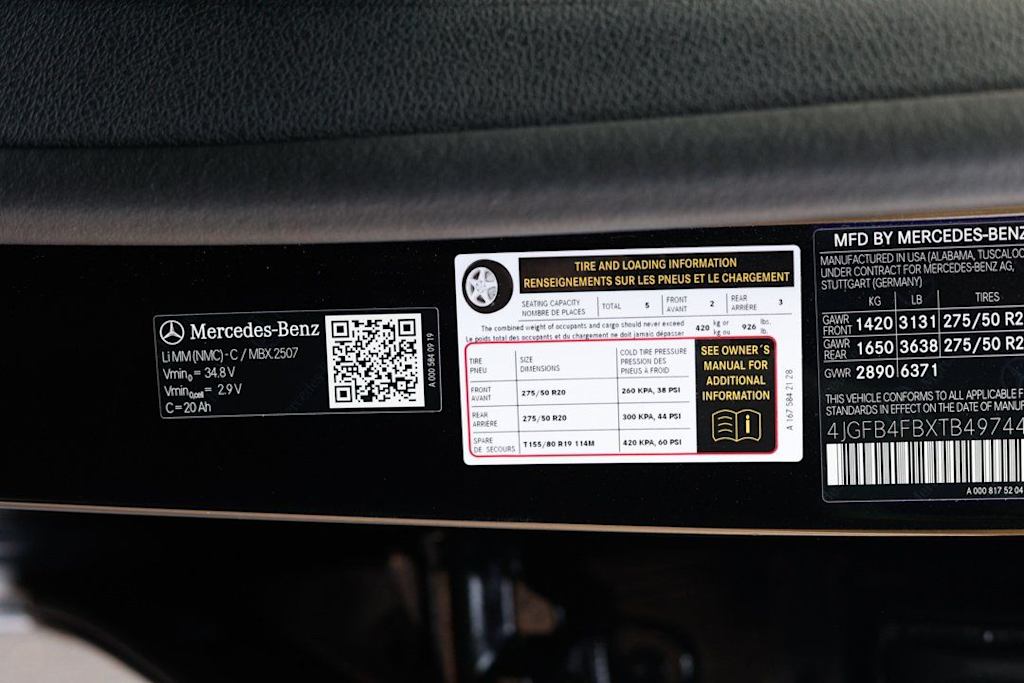 Mercedes-Benz
Li MM (NMC) - C / MBX.2507
Vmin₀ = 34.8 V
Vmin₀,cell = 2.9 V
C = 20 Ah
A 000 584 09 19
TIRE AND LOADING INFORMATION
RENSEIGNEMENTS SUR LES PNEUS ET LE CHARGEMENT
SEATING CAPACITY
NOMBRE DE PLACES
TOTAL 5
FRONT
AVANT
2
REAR
ARRIÈRE
3
The combined weight of occupants and cargo should never exceed
Le poids total des occupants et du chargement ne doit jamais dépasser
420 kg or
kg ou
926 lbs.
lb.
TIRE
PNEU
SIZE
DIMENSIONS
COLD TIRE PRESSURE
PRESSION DES
PNEUS À FROID
FRONT
AVANT
275/50 R20
260 KPA, 38 PSI
REAR
ARRIÈRE
275/50 R20
300 KPA, 44 PSI
SPARE
DE SECOURS
T155/80 R19 114M
420 KPA, 60 PSI
SEE OWNER´S
MANUAL FOR
ADDITIONAL
INFORMATION
A 167 584 21 28
MFD BY MERCEDES-BENZ
MANUFACTURED IN USA (ALABAMA, TUSCALOO
UNDER CONTRACT FOR MERCEDES-BENZ AG,
STUTTGART (GERMANY)
KG LB TIRES
GAWR
FRONT
1420 3131 275/50 R2
GAWR
REAR
1650 3638 275/50 R2
GVWR 2890 6371
THIS VEHICLE CONFORMS TO ALL APPLICABLE F
STANDARDS IN EFFECT ON THE DATE OF MANUF
4JGFB4FBXTB49744
A 000 817 52 04